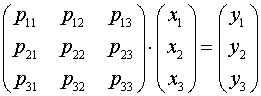 ( p₁₁ p₁₂ p₁₃ ) ( x₁ ) ( y₁ )
( p₂₁ p₂₂ p₂₃ ) · ( x₂ ) = ( y₂ )
( p₃₁ p₃₂ p₃₃ ) ( x₃ ) ( y₃ )